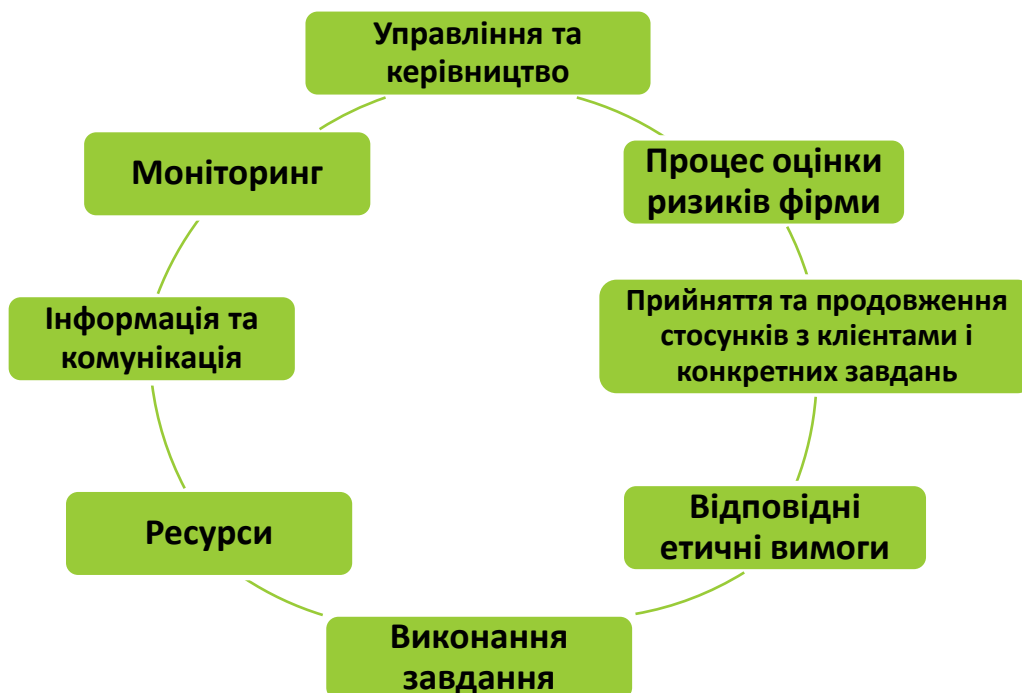 Управління та
керівництво
Моніторинг
Процес оцінки
ризиків фірми
Інформація та
комунікація
Прийняття та продовження
стосунків з клієнтами і
конкретних завдань
Ресурси
Відповідні
етичні вимоги
Виконання
завдання